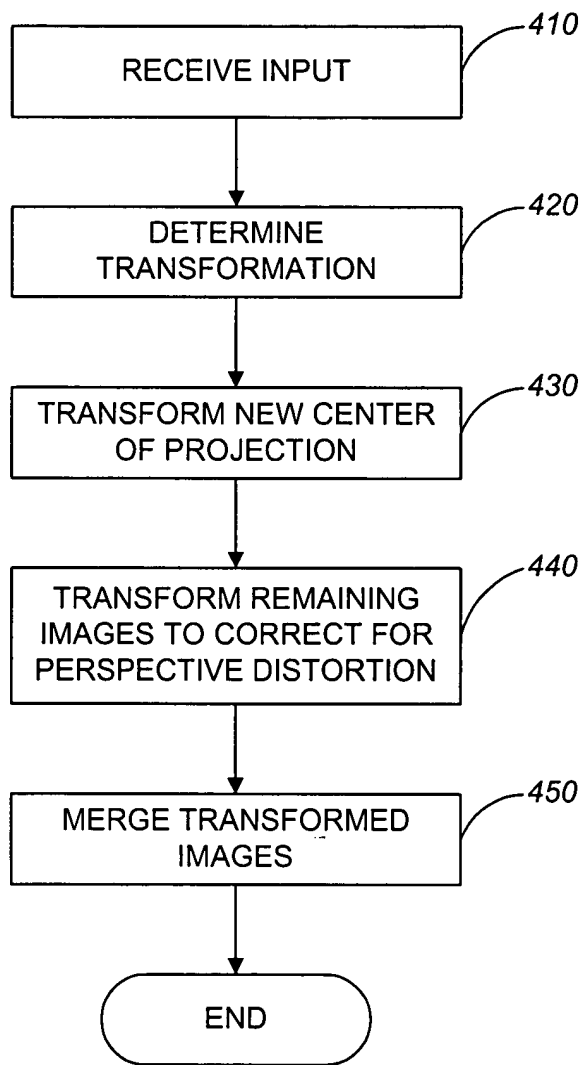 410
RECEIVE INPUT
420
DETERMINE
TRANSFORMATION
430
TRANSFORM NEW CENTER
OF PROJECTION
440
TRANSFORM REMAINING
IMAGES TO CORRECT FOR
PERSPECTIVE DISTORTION
450
MERGE TRANSFORMED
IMAGES
END